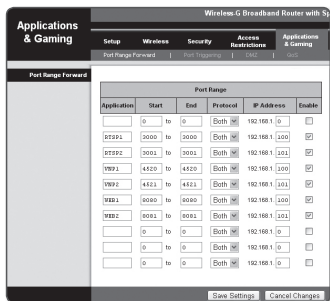 Wireless-G Broadband Router with Sp
Applications
& Gaming
Setup Wireless Security Access Restrictions Applications & Gaming
Port Range Forward | Port Triggering | DMZ | QoS
Port Range Forward
Port Range
Application Start End Protocol IP Address Enable
0 to 0 Both 192.168.1. 0
RTSP1 3000 to 3000 Both 192.168.1. 100
RTSP2 3001 to 3001 Both 192.168.1. 101
VNP1 4520 to 4520 Both 192.168.1. 100
VNP2 4521 to 4521 Both 192.168.1. 101
WEB1 8080 to 8080 Both 192.168.1. 100
WEB2 8081 to 8081 Both 192.168.1. 101
0 to 0 Both 192.168.1. 0
0 to 0 Both 192.168.1. 0
0 to 0 Both 192.168.1. 0
Save Settings Cancel Changes